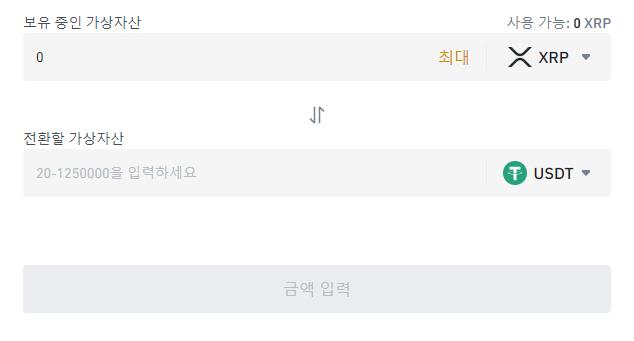 보유 중인 가상자산 사용 가능: 0 XRP
0 최대 XRP
전환할 가상자산
20-1250000을 입력하세요 USDT
금액 입력